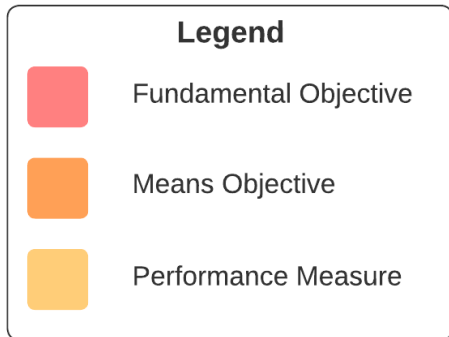 Legend
Fundamental Objective
Means Objective
Performance Measure